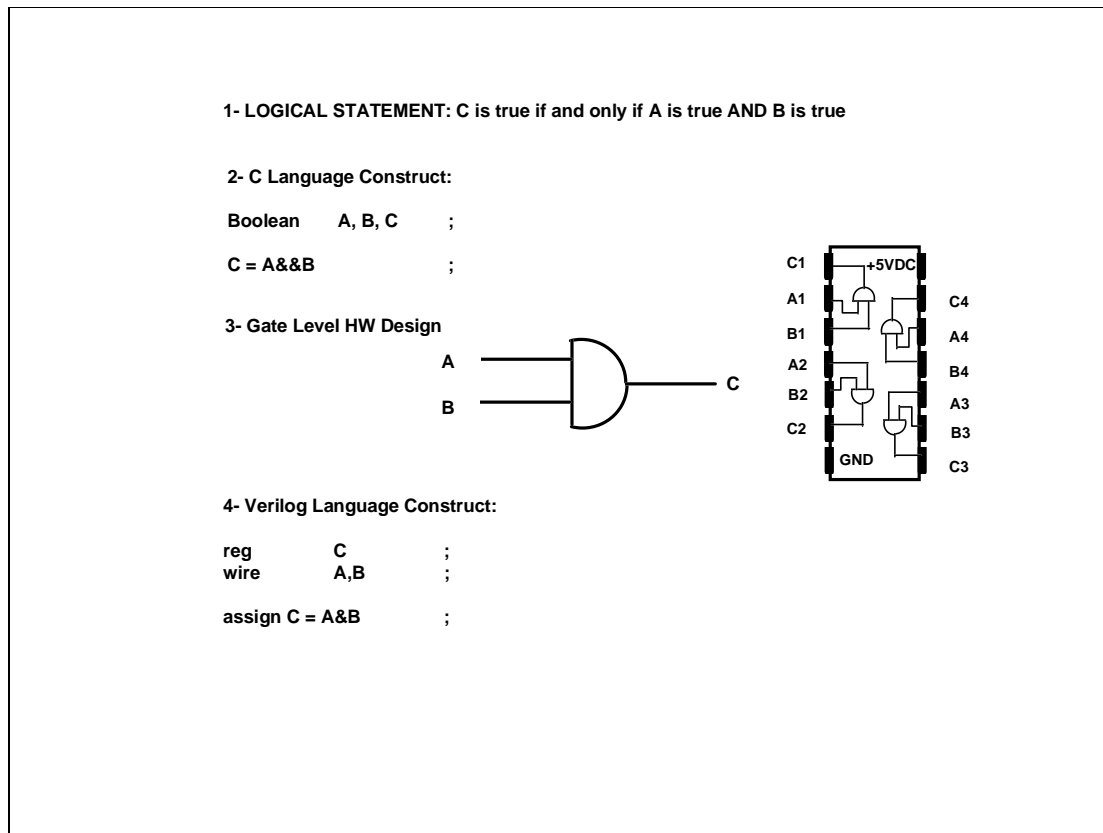 1- LOGICAL STATEMENT: C is true if and only if A is true AND B is true
2- C Language Construct:
Boolean A, B, C ;
C = A&&B ;
3- Gate Level HW Design
A
B
C
C1
A1
B1
A2
B2
C2
+5VDC
GND
C4
A4
B4
A3
B3
C3
4- Verilog Language Construct:
reg C ;
wire A,B ;
assign C = A&B ;